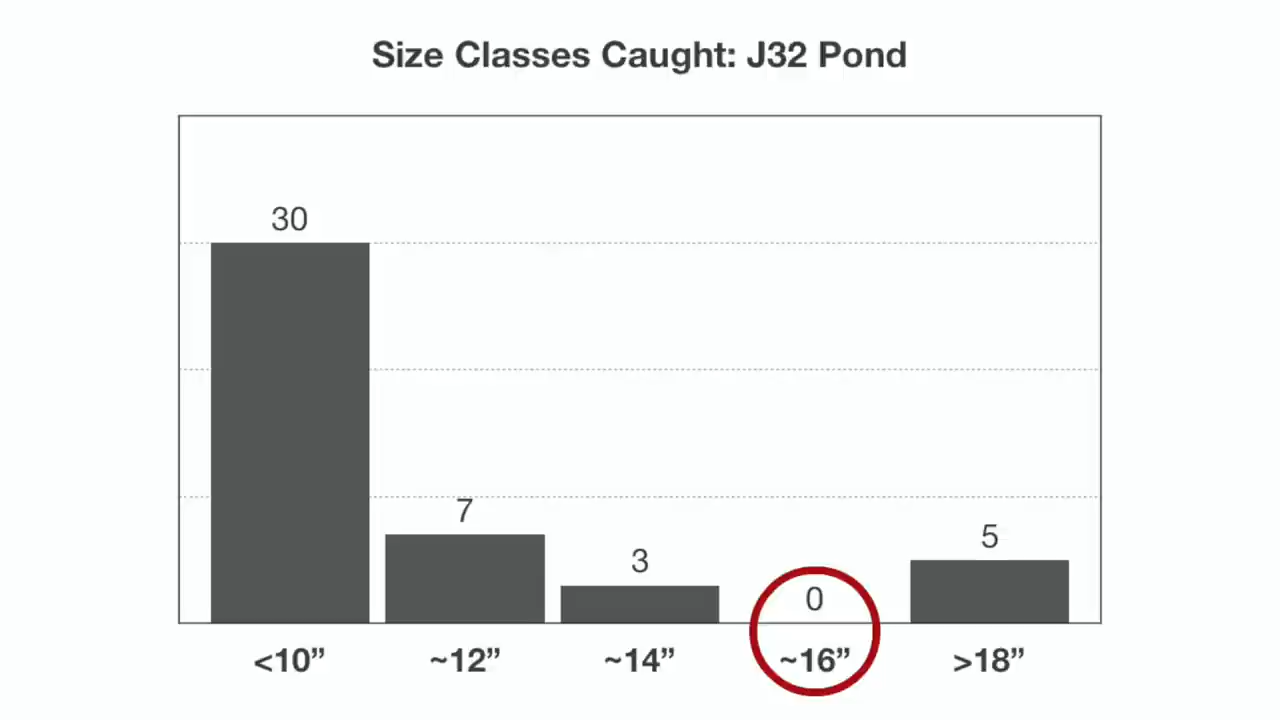 Size Classes Caught: J32 Pond
30
7
3
0
5
<10” ~12” ~14” ~16” >18”